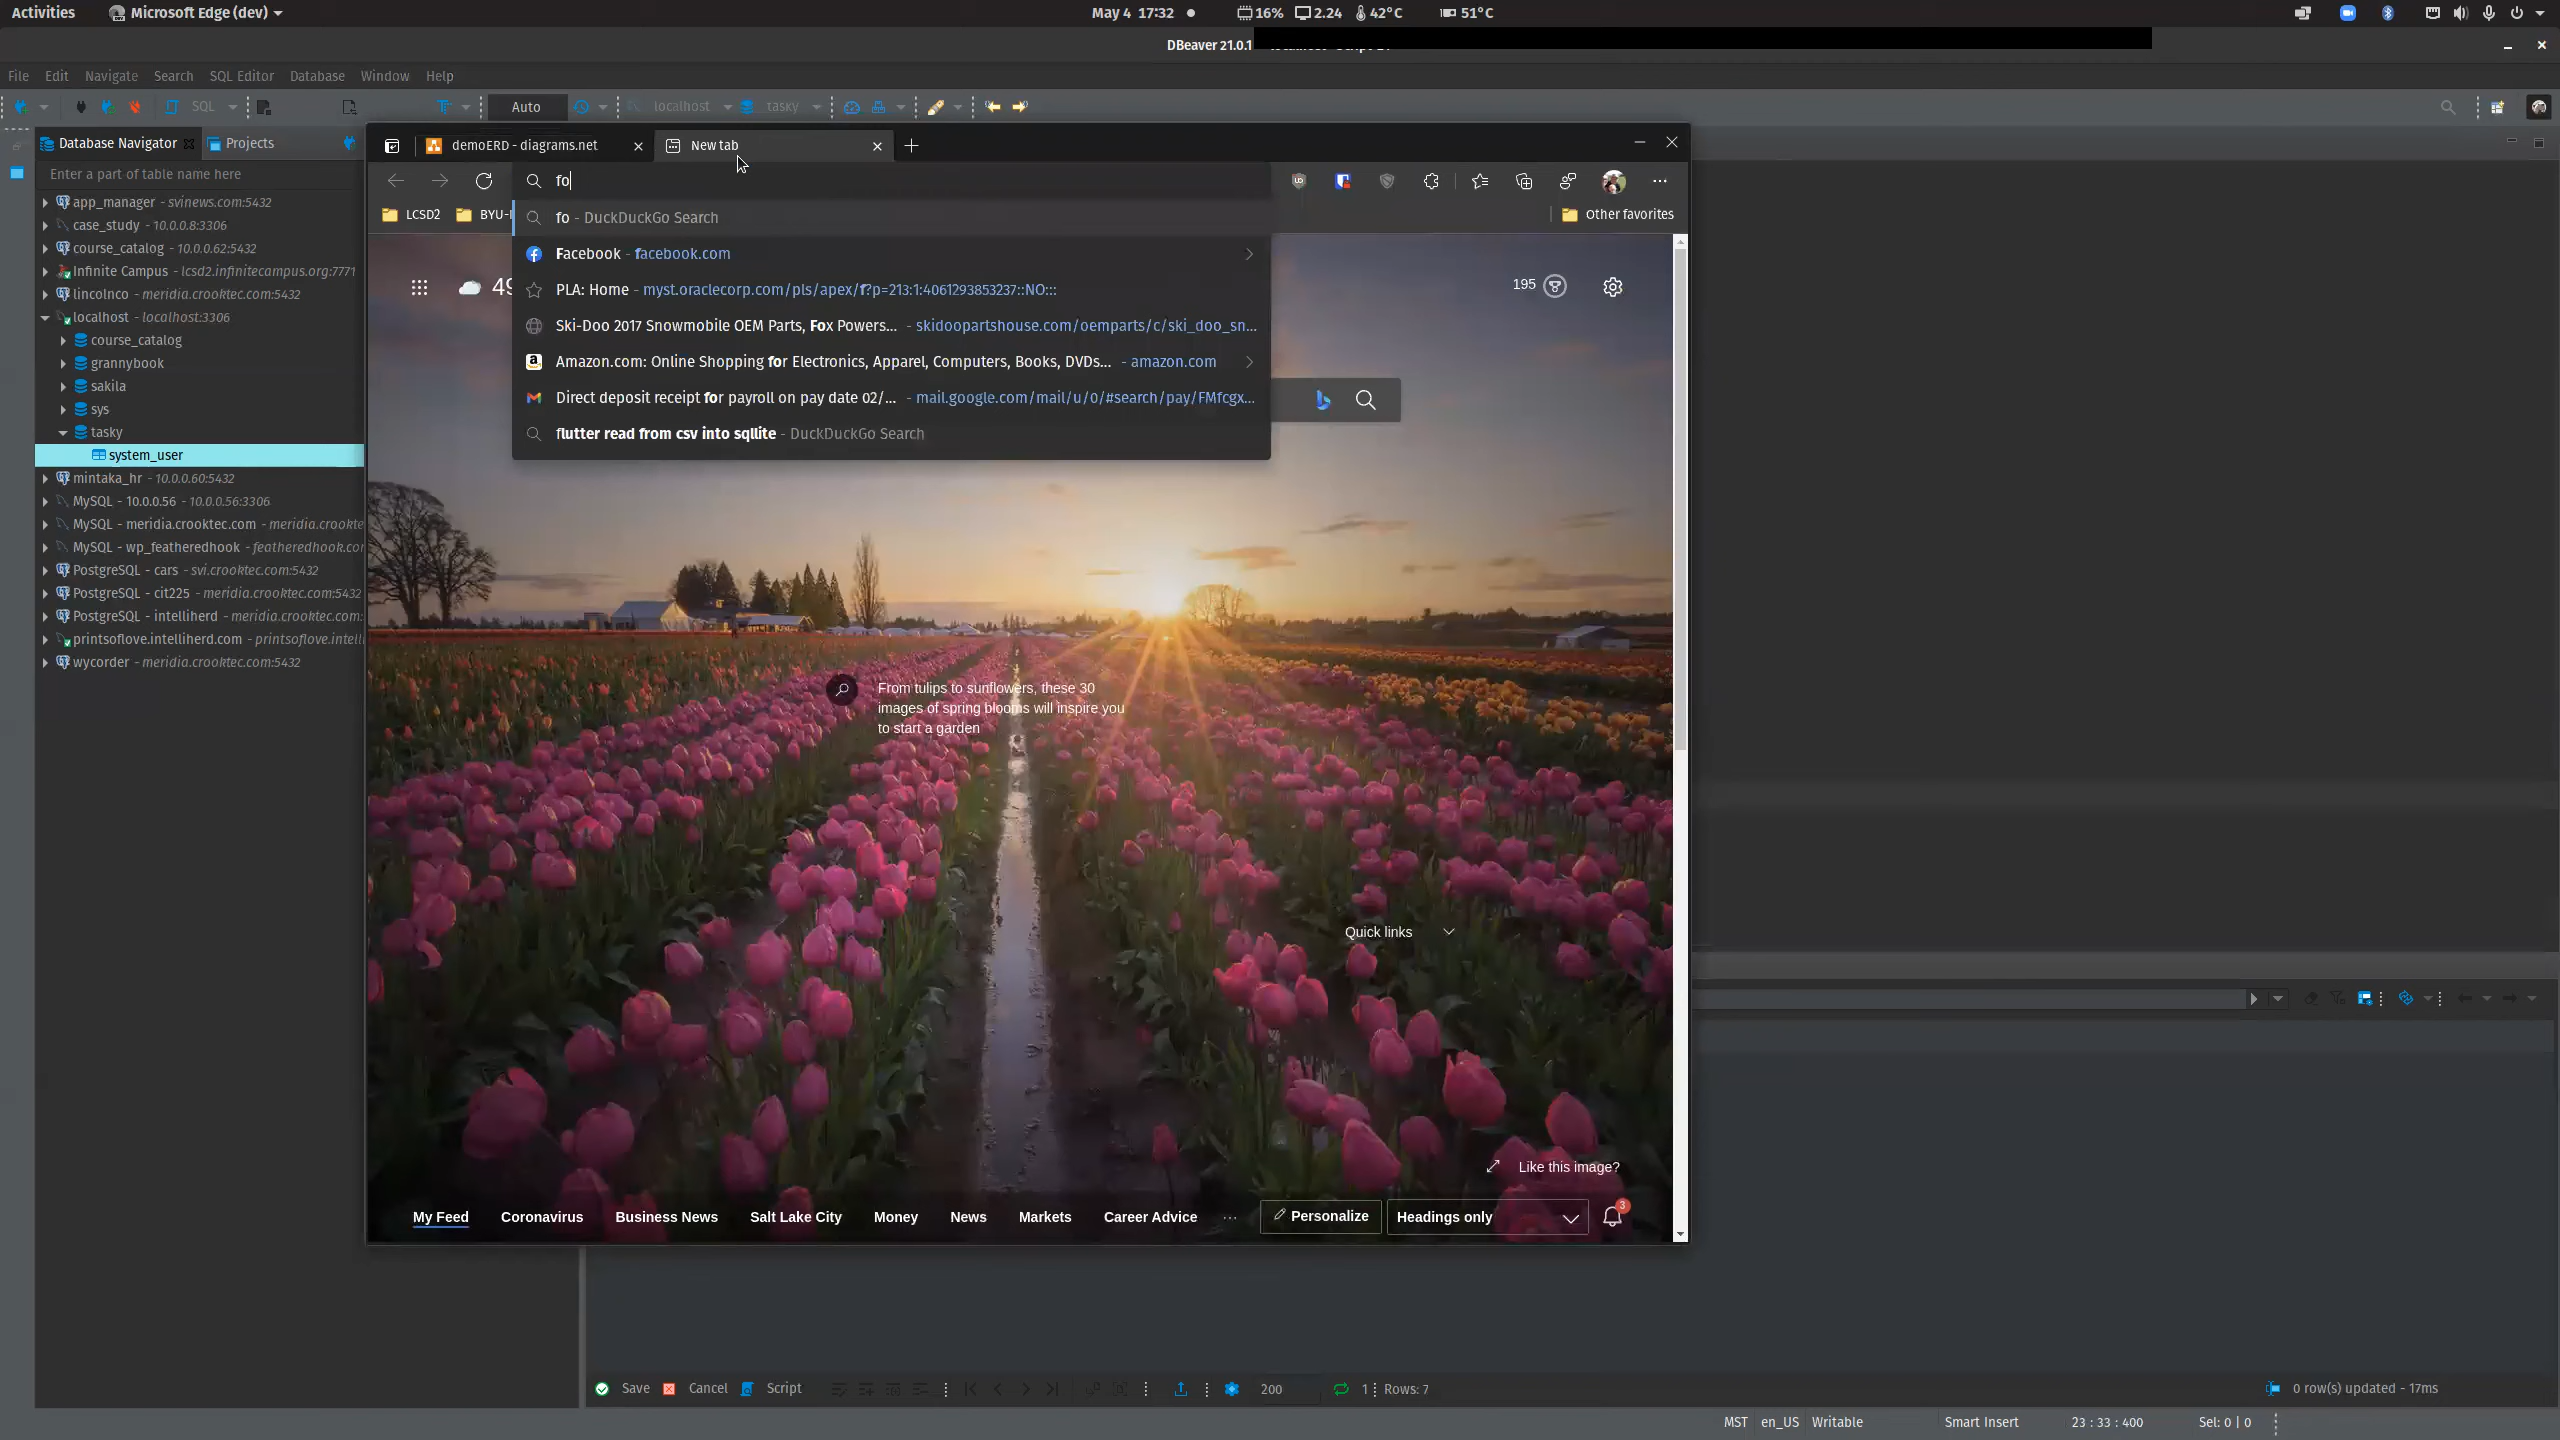 Activities
Microsoft Edge (dev)
May 4 17:32
16%
2.24
42°C
51°C
DBeaver 21.0.1
File Edit Navigate Search SQL Editor Database Window Help
SQL
Auto
localhost
tasky
Database Navigator
Projects
Enter a part of table name here
app_manager - svinews.com:5432
case_study - 10.0.0.8:3306
course_catalog - 10.0.0.62:5432
Infinite Campus - lcsd2.infinitecampus.org:7771
lincolnco - meridia.crooktec.com:5432
localhost - localhost:3306
course_catalog
grannybook
sakila
sys
tasky
system_user
mintaka_hr - 10.0.0.60:5432
MySQL - 10.0.0.56 - 10.0.0.56:3306
MySQL - meridia.crooktec.com - meridia.crookte
MySQL - wp_featheredhook - featheredhook.co
PostgreSQL - cars - svi.crooktec.com:5432
PostgreSQL - cit225 - meridia.crooktec.com:5432
PostgreSQL - intelliherd - meridia.crooktec.com:
printsoflove.intelliherd.com - printsoflove.intelli
wycorder - meridia.crooktec.com:5432
demoERD - diagrams.net
New tab
fo
LCSD2
BYU-
Other favorites
fo - DuckDuckGo Search
Facebook - facebook.com
PLA: Home - myst.oraclecorp.com/pls/apex/f?p=213:1:4061293853237::NO:::
Ski-Doo 2017 Snowmobile OEM Parts, Fox Powers... - skidoopartshouse.com/oemparts/c/ski_doo_sn...
Amazon.com: Online Shopping for Electronics, Apparel, Computers, Books, DVDs... - amazon.com
Direct deposit receipt for payroll on pay date 02/... - mail.google.com/mail/u/0/#search/pay/FMfcgx...
flutter read from csv into sqllite - DuckDuckGo Search
49
195
From tulips to sunflowers, these 30
images of spring blooms will inspire you
to start a garden
Quick links
Like this image?
My Feed
Coronavirus
Business News
Salt Lake City
Money
News
Markets
Career Advice
...
Personalize
Headings only
3
Save
Cancel
Script
200
1
Rows: 7
0 row(s) updated - 17ms
MST
en_US
Writable
Smart Insert
23 : 33 : 400
Sel: 0 | 0